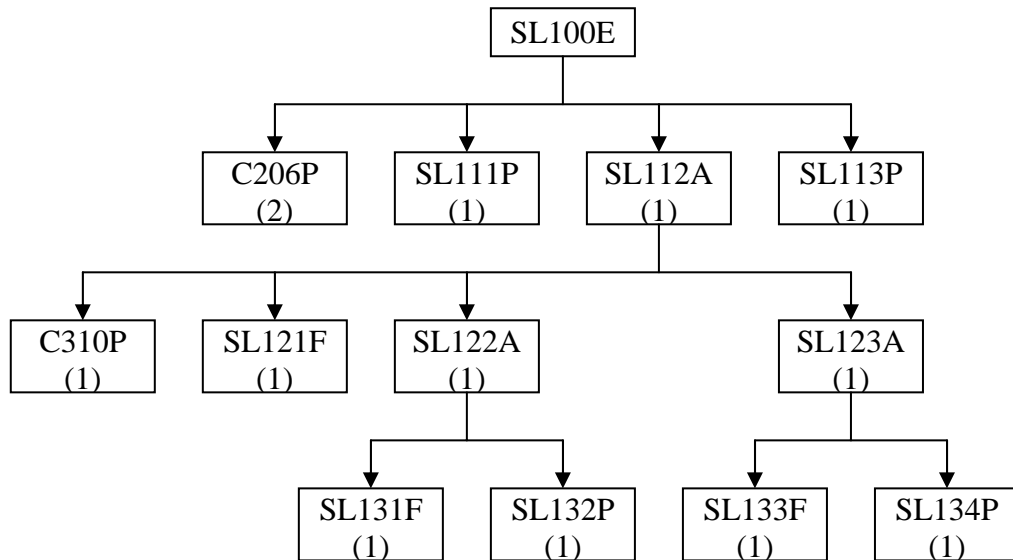 SL100E
C206P
(2)
SL111P
(1)
SL112A
(1)
SL113P
(1)
C310P
(1)
SL121F
(1)
SL122A
(1)
SL123A
(1)
SL131F
(1)
SL132P
(1)
SL133F
(1)
SL134P
(1)